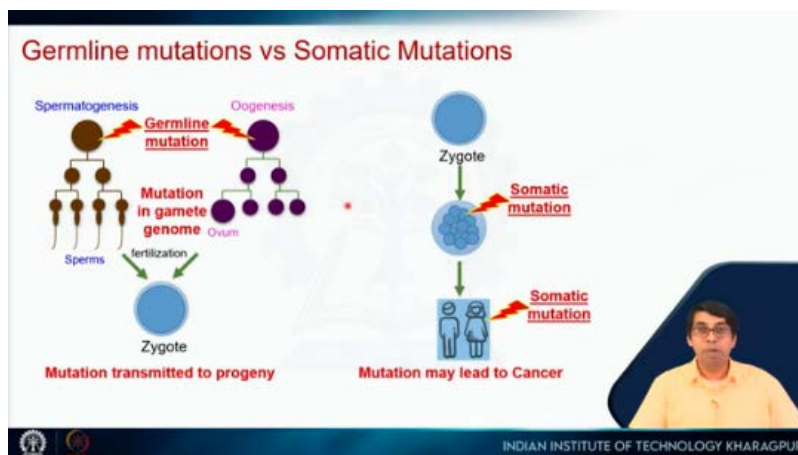 Germline mutations vs Somatic Mutations
Spermatogenesis
Oogenesis
Germline
mutation
Mutation
in gamete
genome
Ovum
Sperms
fertilization
Zygote
Mutation transmitted to progeny
Zygote
Somatic
mutation
Somatic
mutation
Mutation may lead to Cancer
INDIAN INSTITUTE OF TECHNOLOGY KHARAGPUR